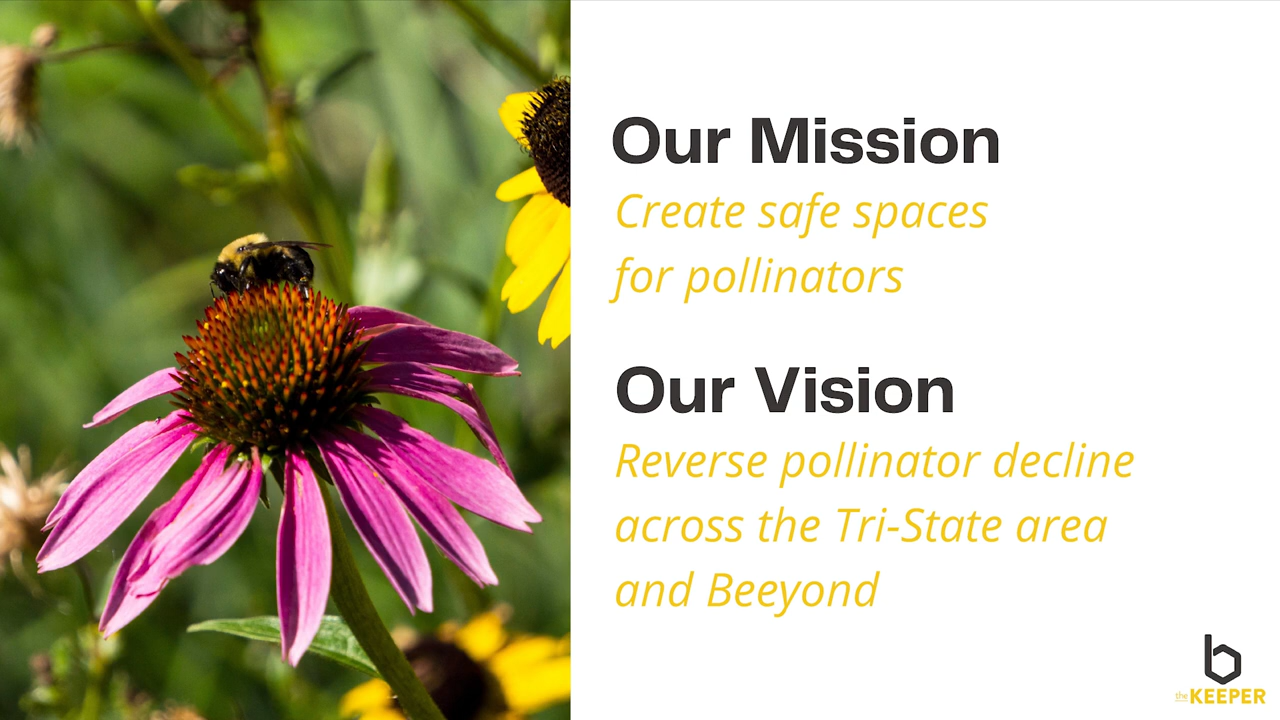 Our Mission
Create safe spaces
for pollinators
Our Vision
Reverse pollinator decline
across the Tri-State area
and Beeyond
b
the KEEPER